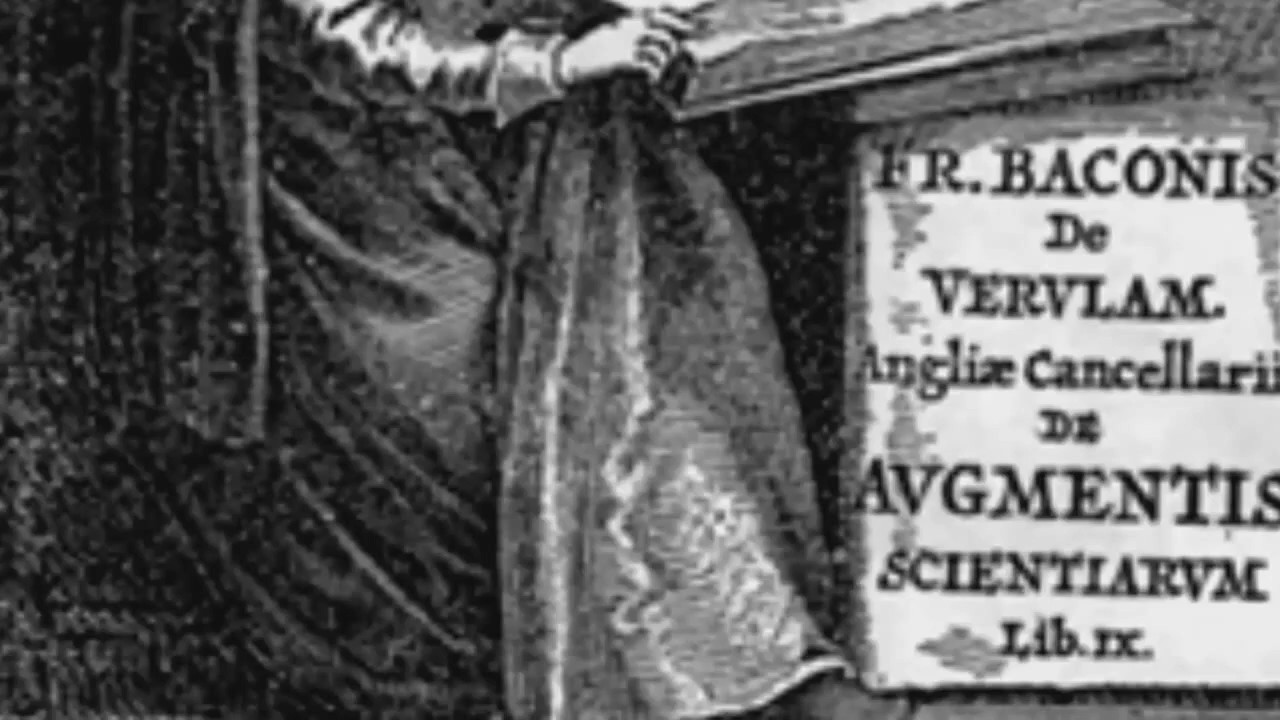 FR. BACONIS
De
VERVLAM.
Angliæ Cancellarii
DE
AVGMENTIS
SCIENTIARVM
Lib. IX.